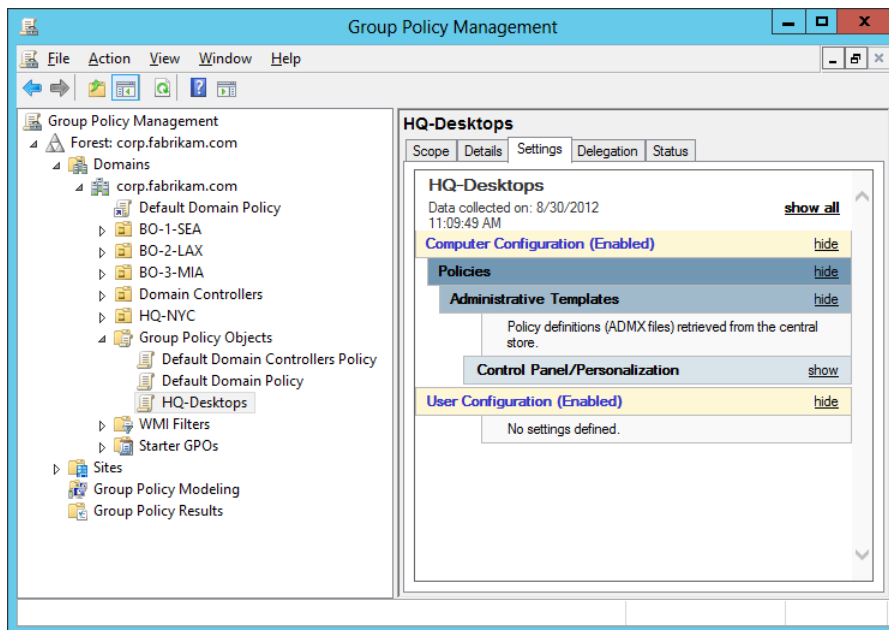 Group Policy Management
File Action View Window Help
Group Policy Management
Forest: corp.fabrikam.com
Domains
corp.fabrikam.com
Default Domain Policy
BO-1-SEA
BO-2-LAX
BO-3-MIA
Domain Controllers
HQ-NYC
Group Policy Objects
Default Domain Controllers Policy
Default Domain Policy
HQ-Desktops
WMI Filters
Starter GPOs
Sites
Group Policy Modeling
Group Policy Results
HQ-Desktops
Scope Details Settings Delegation Status
HQ-Desktops
Data collected on: 8/30/2012 show all
11:09:49 AM
Computer Configuration (Enabled) hide
Policies hide
Administrative Templates hide
Policy definitions (ADMX files) retrieved from the central
store.
Control Panel/Personalization show
User Configuration (Enabled) hide
No settings defined.